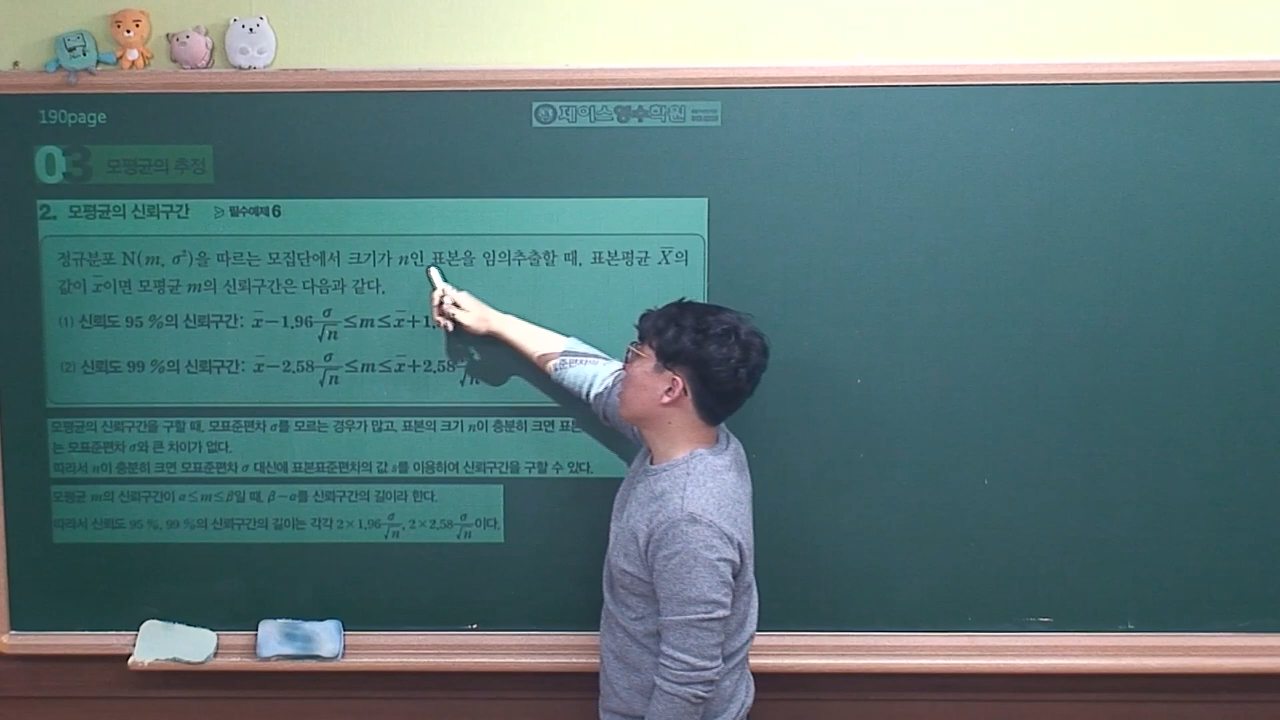 190page
제이스영수학원
03 모평균의 추정
2. 모평균의 신뢰구간 ≫ 필수예제 6
정규분포 N(m, σ²)을 따르는 모집단에서 크기가 n인 표본을 임의추출할 때, 표본평균 X̄의
값이 x̄이면 모평균 m의 신뢰구간은 다음과 같다.
(1) 신뢰도 95 %의 신뢰구간: x̄−1.96 σ/√n ≤m≤x̄+1.
(2) 신뢰도 99 %의 신뢰구간: x̄−2.58 σ/√n ≤m≤x̄+2.58 /√n
모평균의 신뢰구간을 구할 때, 모표준편차 σ를 모르는 경우가 많고, 표본의 크기 n이 충분히 크면 표본 준편차의
는 모표준편차 σ와 큰 차이가 없다.
따라서 n이 충분히 크면 모표준편차 σ 대신에 표본표준편차의 값 s를 이용하여 신뢰구간을 구할 수 있다.
모평균 m의 신뢰구간이 α≤m≤β일 때, β−α를 신뢰구간의 길이라 한다.
따라서 신뢰도 95 %, 99 %의 신뢰구간의 길이는 각각 2×1.96 σ/√n, 2×2.58 σ/√n이다.